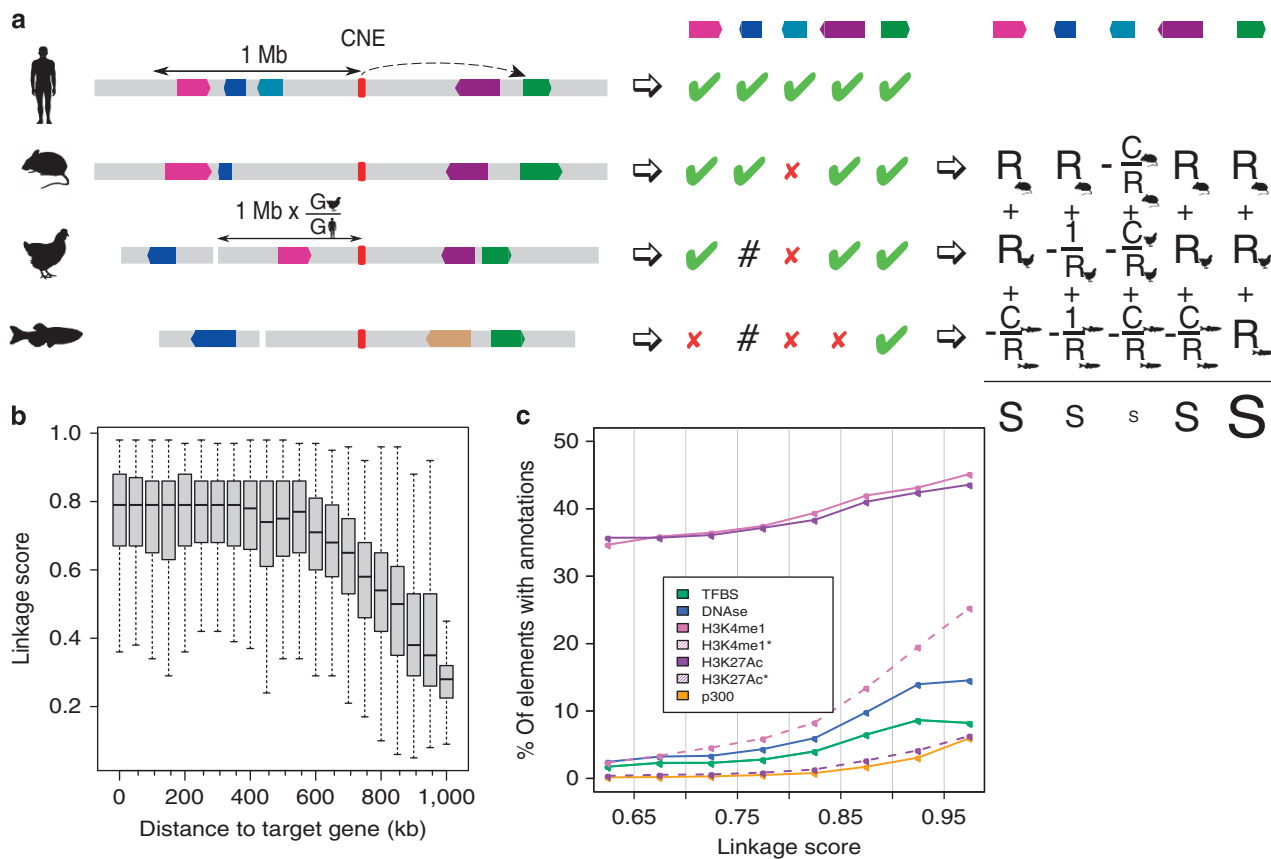 a
CNE
1 Mb
R R - C R R
R
+ + + + +
1 Mb x G
G
# R - 1 - C R R
R R
+ + + + +
# - C - 1 - C - C R
R R R R
S S s S S
b
1.0
0.8
0.6
0.4
0.2
Linkage score
0 200 400 600 800 1,000
Distance to target gene (kb)
c
50
40
30
20
10
0
% Of elements with annotations
TFBS
DNAse
H3K4me1
H3K4me1*
H3K27Ac
H3K27Ac*
p300
0.65 0.75 0.85 0.95
Linkage score